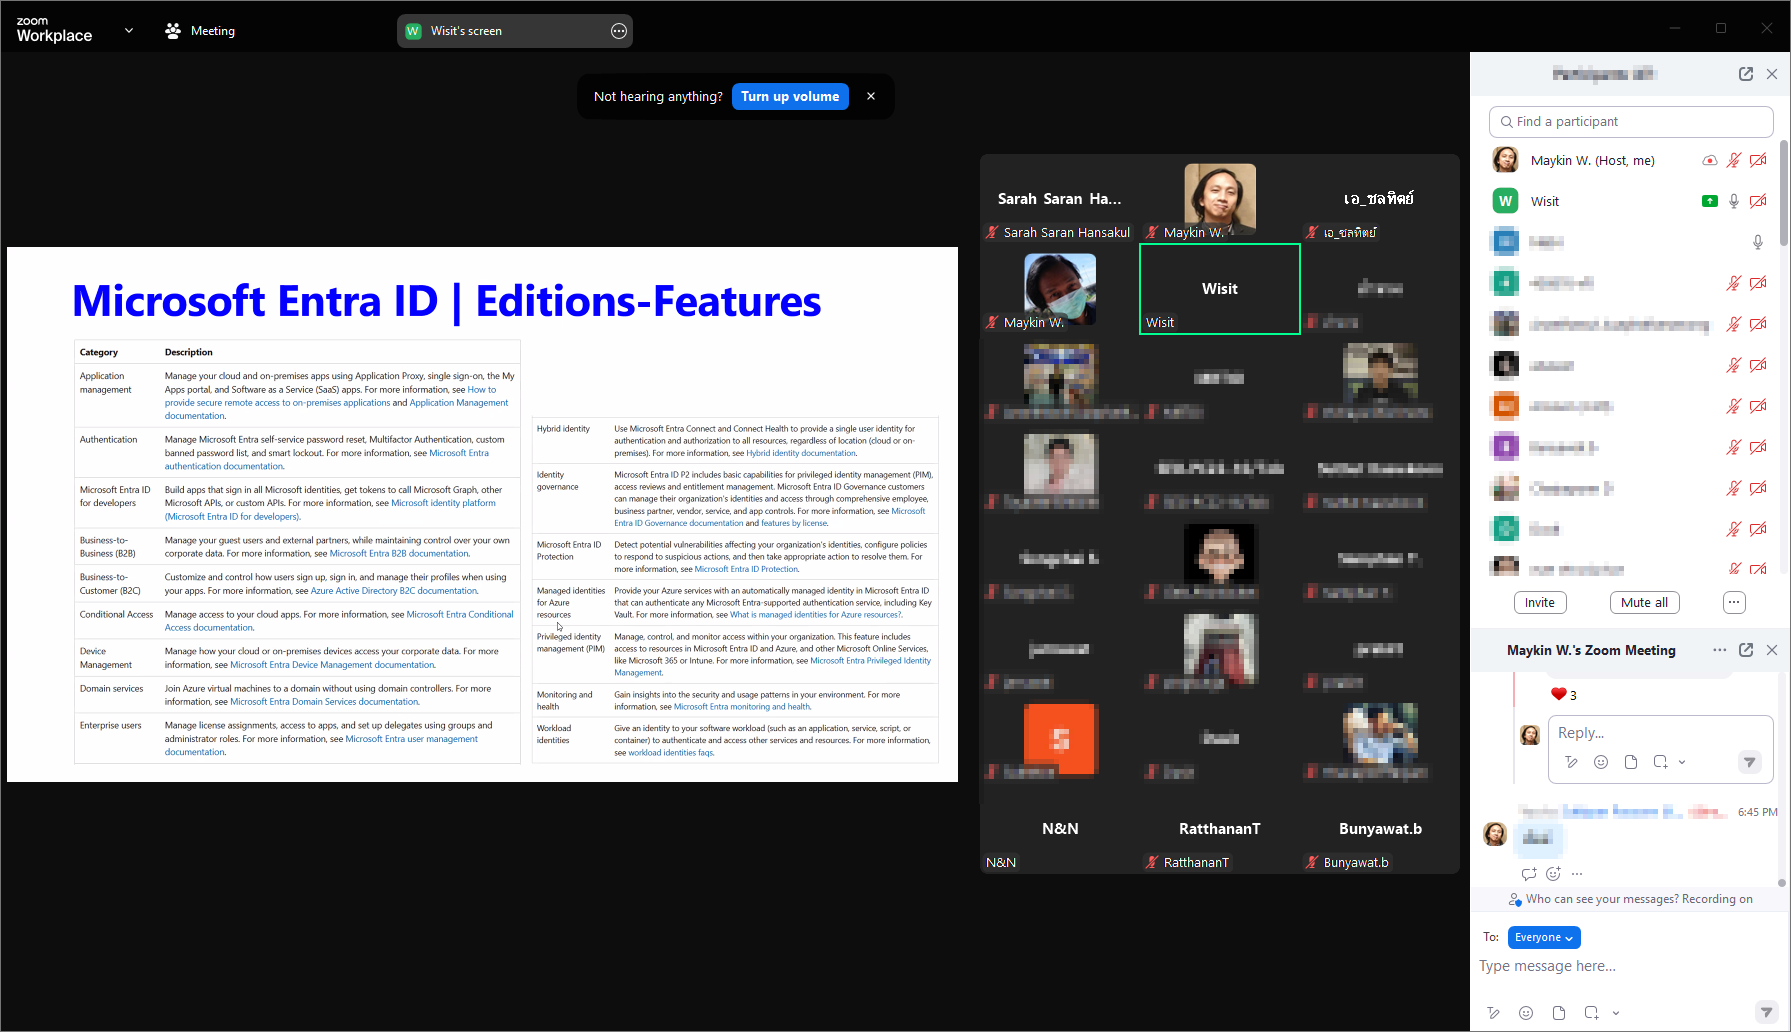 zoom
Workplace
Meeting
W
Wisit's screen
Not hearing anything?
Turn up volume
Microsoft Entra ID | Editions-Features
Category Description
Application management
Manage your cloud and on-premises apps using Application Proxy, single sign-on, the My
Apps portal, and Software as a Service (SaaS) apps. For more information, see How to
provide secure remote access to on-premises applications and Application Management
documentation.
Authentication
Manage Microsoft Entra self-service password reset, Multifactor Authentication, custom
banned password list, and smart lockout. For more information, see Microsoft Entra
authentication documentation.
Microsoft Entra ID
for developers
Build apps that sign in all Microsoft identities, get tokens to call Microsoft Graph, other
Microsoft APIs, or custom APIs. For more information, see Microsoft identity platform
(Microsoft Entra ID for developers).
Business-to-
Business (B2B)
Manage your guest users and external partners, while maintaining control over your own
corporate data. For more information, see Microsoft Entra B2B documentation.
Business-to-
Customer (B2C)
Customize and control how users sign up, sign in, and manage their profiles when using
your apps. For more information, see Azure Active Directory B2C documentation.
Conditional Access
Manage access to your cloud apps. For more information, see Microsoft Entra Conditional
Access documentation.
Device
Management
Manage how your cloud or on-premises devices access your corporate data. For more
information, see Microsoft Entra Device Management documentation.
Domain services
Join Azure virtual machines to a domain without using domain controllers. For more
information, see Microsoft Entra Domain Services documentation.
Enterprise users
Manage license assignments, access to apps, and set up delegates using groups and
administrator roles. For more information, see Microsoft Entra user management
documentation.
Hybrid identity
Use Microsoft Entra Connect and Connect Health to provide a single user identity for
authentication and authorization to all resources, regardless of location (cloud or on-
premises). For more information, see Hybrid identity documentation.
Identity
governance
Microsoft Entra ID P2 includes basic capabilities for privileged identity management (PIM),
access reviews and entitlement management. Microsoft Entra ID Governance customers
can manage their organization's identities and access through comprehensive employee,
business partner, vendor, service, and app controls. For more information, see Microsoft
Entra ID Governance documentation and features by license.
Microsoft Entra ID
Protection
Detect potential vulnerabilities affecting your organization's identities, configure policies
to respond to suspicious actions, and then take appropriate action to resolve them. For
more information, see Microsoft Entra ID Protection.
Managed identities
for Azure
resources
Provide your Azure services with an automatically managed identity in Microsoft Entra ID
that can authenticate any Microsoft Entra-supported authentication service, including Key
Vault. For more information, see What is managed identities for Azure resources?.
Privileged identity
management (PIM)
Manage, control, and monitor access within your organization. This feature includes
access to resources in Microsoft Entra ID and Azure, and other Microsoft Online Services,
like Microsoft 365 or Intune. For more information, see Microsoft Entra Privileged Identity
Management.
Monitoring and
health
Gain insights into the security and usage patterns in your environment. For more
information, see Microsoft Entra monitoring and health.
Workload
identities
Give an identity to your software workload (such as an application, service, script, or
container) to authenticate and access other services and resources. For more information,
see workload identities faqs.
Sarah Saran Ha...
Sarah Saran Hansakul
Maykin W.
เอ_ชลทิตย์
เอ_ชลทิตย์
Maykin W.
Wisit
Wisit
S
N&N
N&N
RatthananT
RatthananT
Bunyawat.b
Bunyawat.b
Find a participant
Maykin W. (Host, me)
W
Wisit
Invite
Mute all
Maykin W.'s Zoom Meeting
3
Reply...
6:45 PM
Who can see your messages? Recording on
To: Everyone
Type message here...